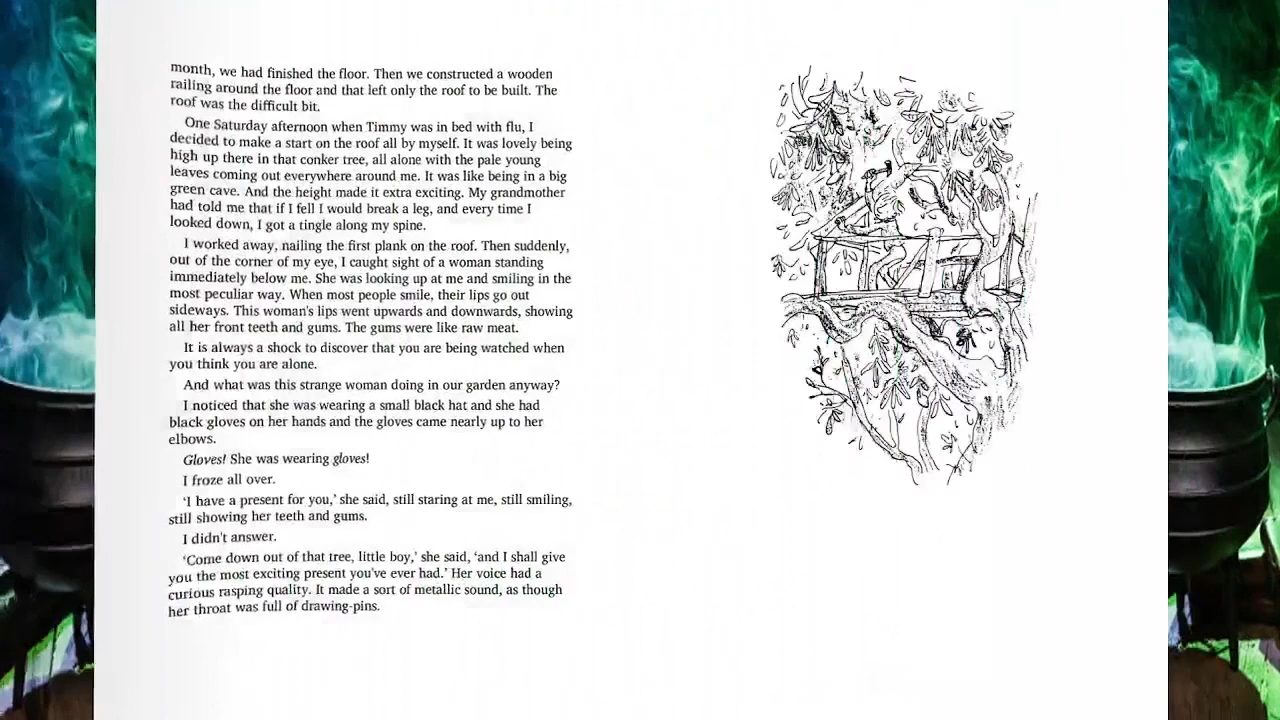 month, we had finished the floor. Then we constructed a wooden
railing around the floor and that left only the roof to be built. The
roof was the difficult bit.
One Saturday afternoon when Timmy was in bed with flu, I
decided to make a start on the roof all by myself. It was lovely being
high up there in that conker tree, all alone with the pale young
leaves coming out everywhere around me. It was like being in a big
green cave. And the height made it extra exciting. My grandmother
had told me that if I fell I would break a leg, and every time I
looked down, I got a tingle along my spine.
I worked away, nailing the first plank on the roof. Then suddenly,
out of the corner of my eye, I caught sight of a woman standing
immediately below me. She was looking up at me and smiling in the
most peculiar way. When most people smile, their lips go out
sideways. This woman's lips went upwards and downwards, showing
all her front teeth and gums. The gums were like raw meat.
It is always a shock to discover that you are being watched when
you think you are alone.
And what was this strange woman doing in our garden anyway?
I noticed that she was wearing a small black hat and she had
black gloves on her hands and the gloves came nearly up to her
elbows.
Gloves! She was wearing gloves!
I froze all over.
‘I have a present for you,’ she said, still staring at me, still smiling,
still showing her teeth and gums.
I didn't answer.
‘Come down out of that tree, little boy,’ she said, ‘and I shall give
you the most exciting present you've ever had.’ Her voice had a
curious rasping quality. It made a sort of metallic sound, as though
her throat was full of drawing-pins.